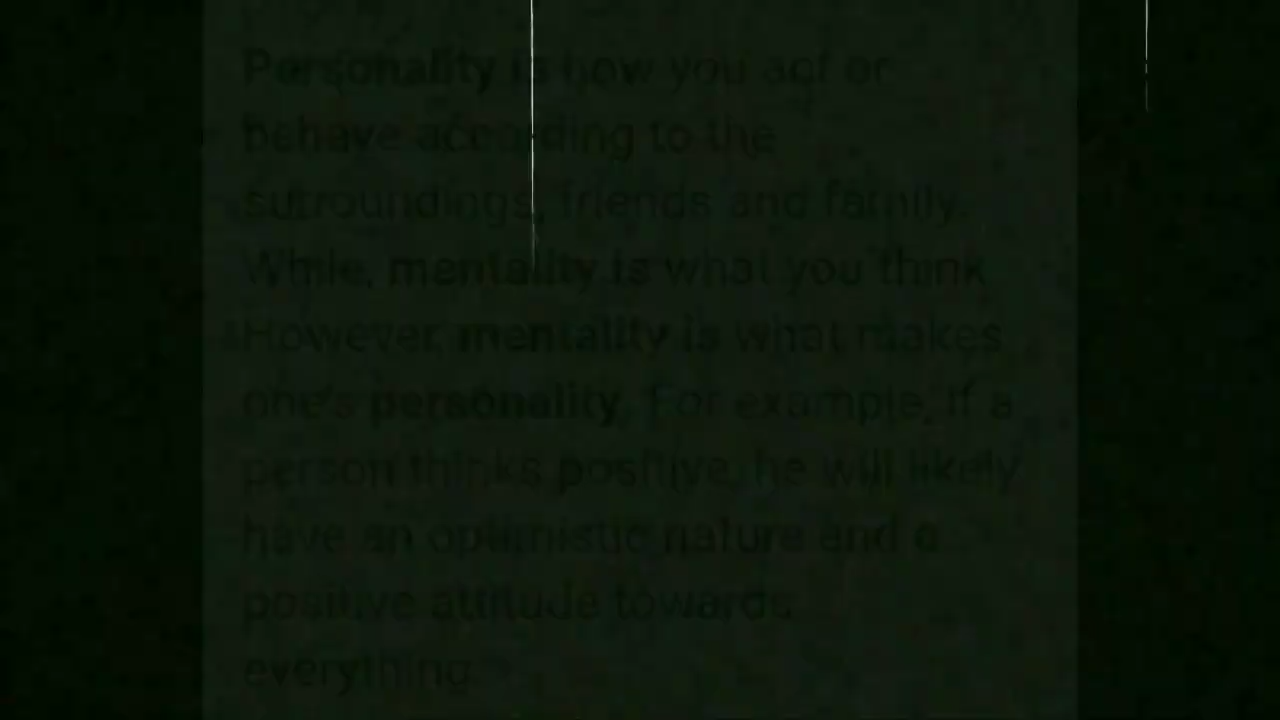 Personality is how you act or
behave according to the
surroundings, friends and family.
While, mentality is what you think
However, mentality is what makes
one's personality. For example, If a
person thinks positive, he will likely
have an optimistic nature and a
positive attitude towards
everything.